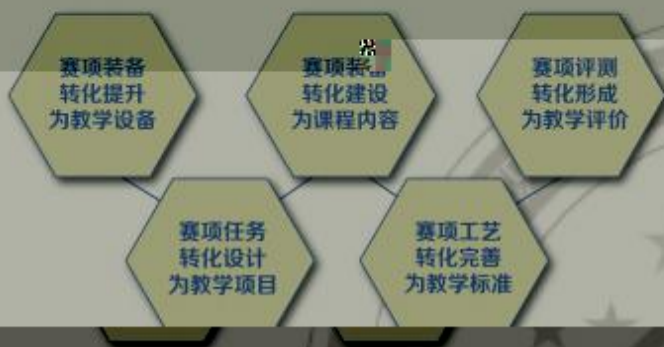 赛项装备
转化提升
为教学设备
赛项装备
转化建设
为课程内容
赛项评测
转化形成
为教学评价
赛项任务
转化设计
为教学项目
赛项工艺
转化完善
为教学标准